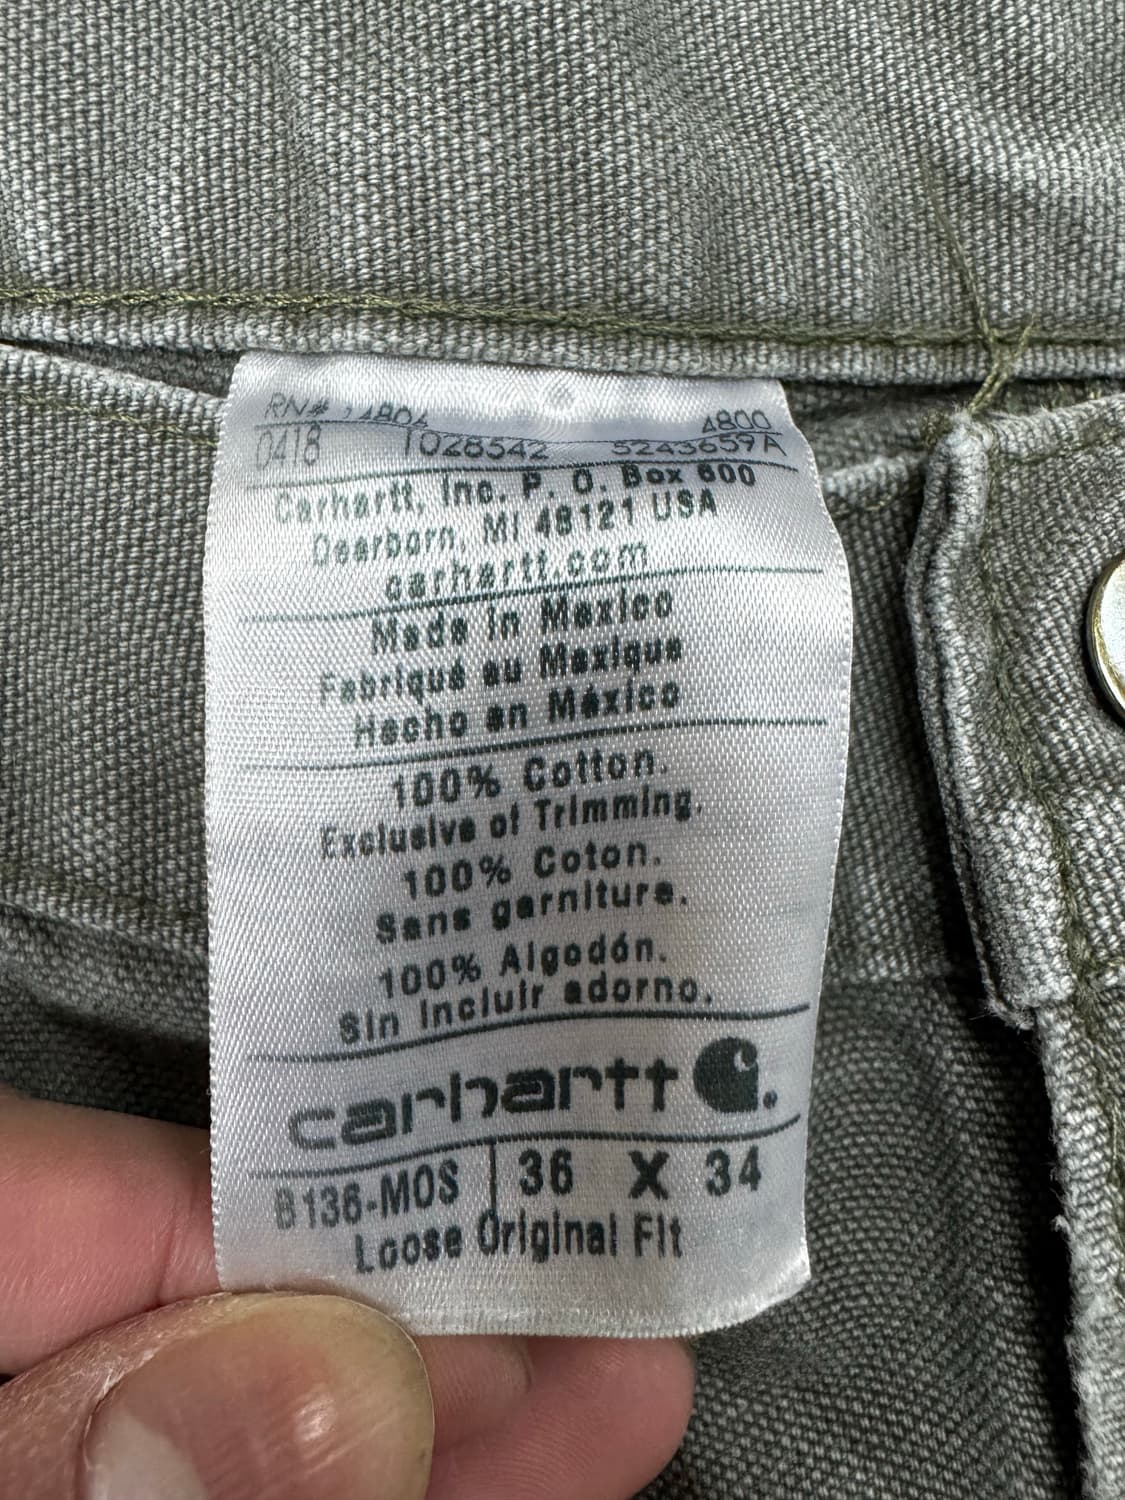 RN# 14804 4800
0418 1028542 5243659A
Carhartt, Inc. P. O. Box 600
Dearborn, MI 48121 USA
carhartt.com
Made in Mexico
Fabriqué au Mexique
Hecho en México
100% Cotton.
Exclusive of Trimming.
100% Coton.
Sans garniture.
100% Algodón.
Sin incluir adorno.
carhartt
B136-MOS 36 X 34
Loose Original Fit